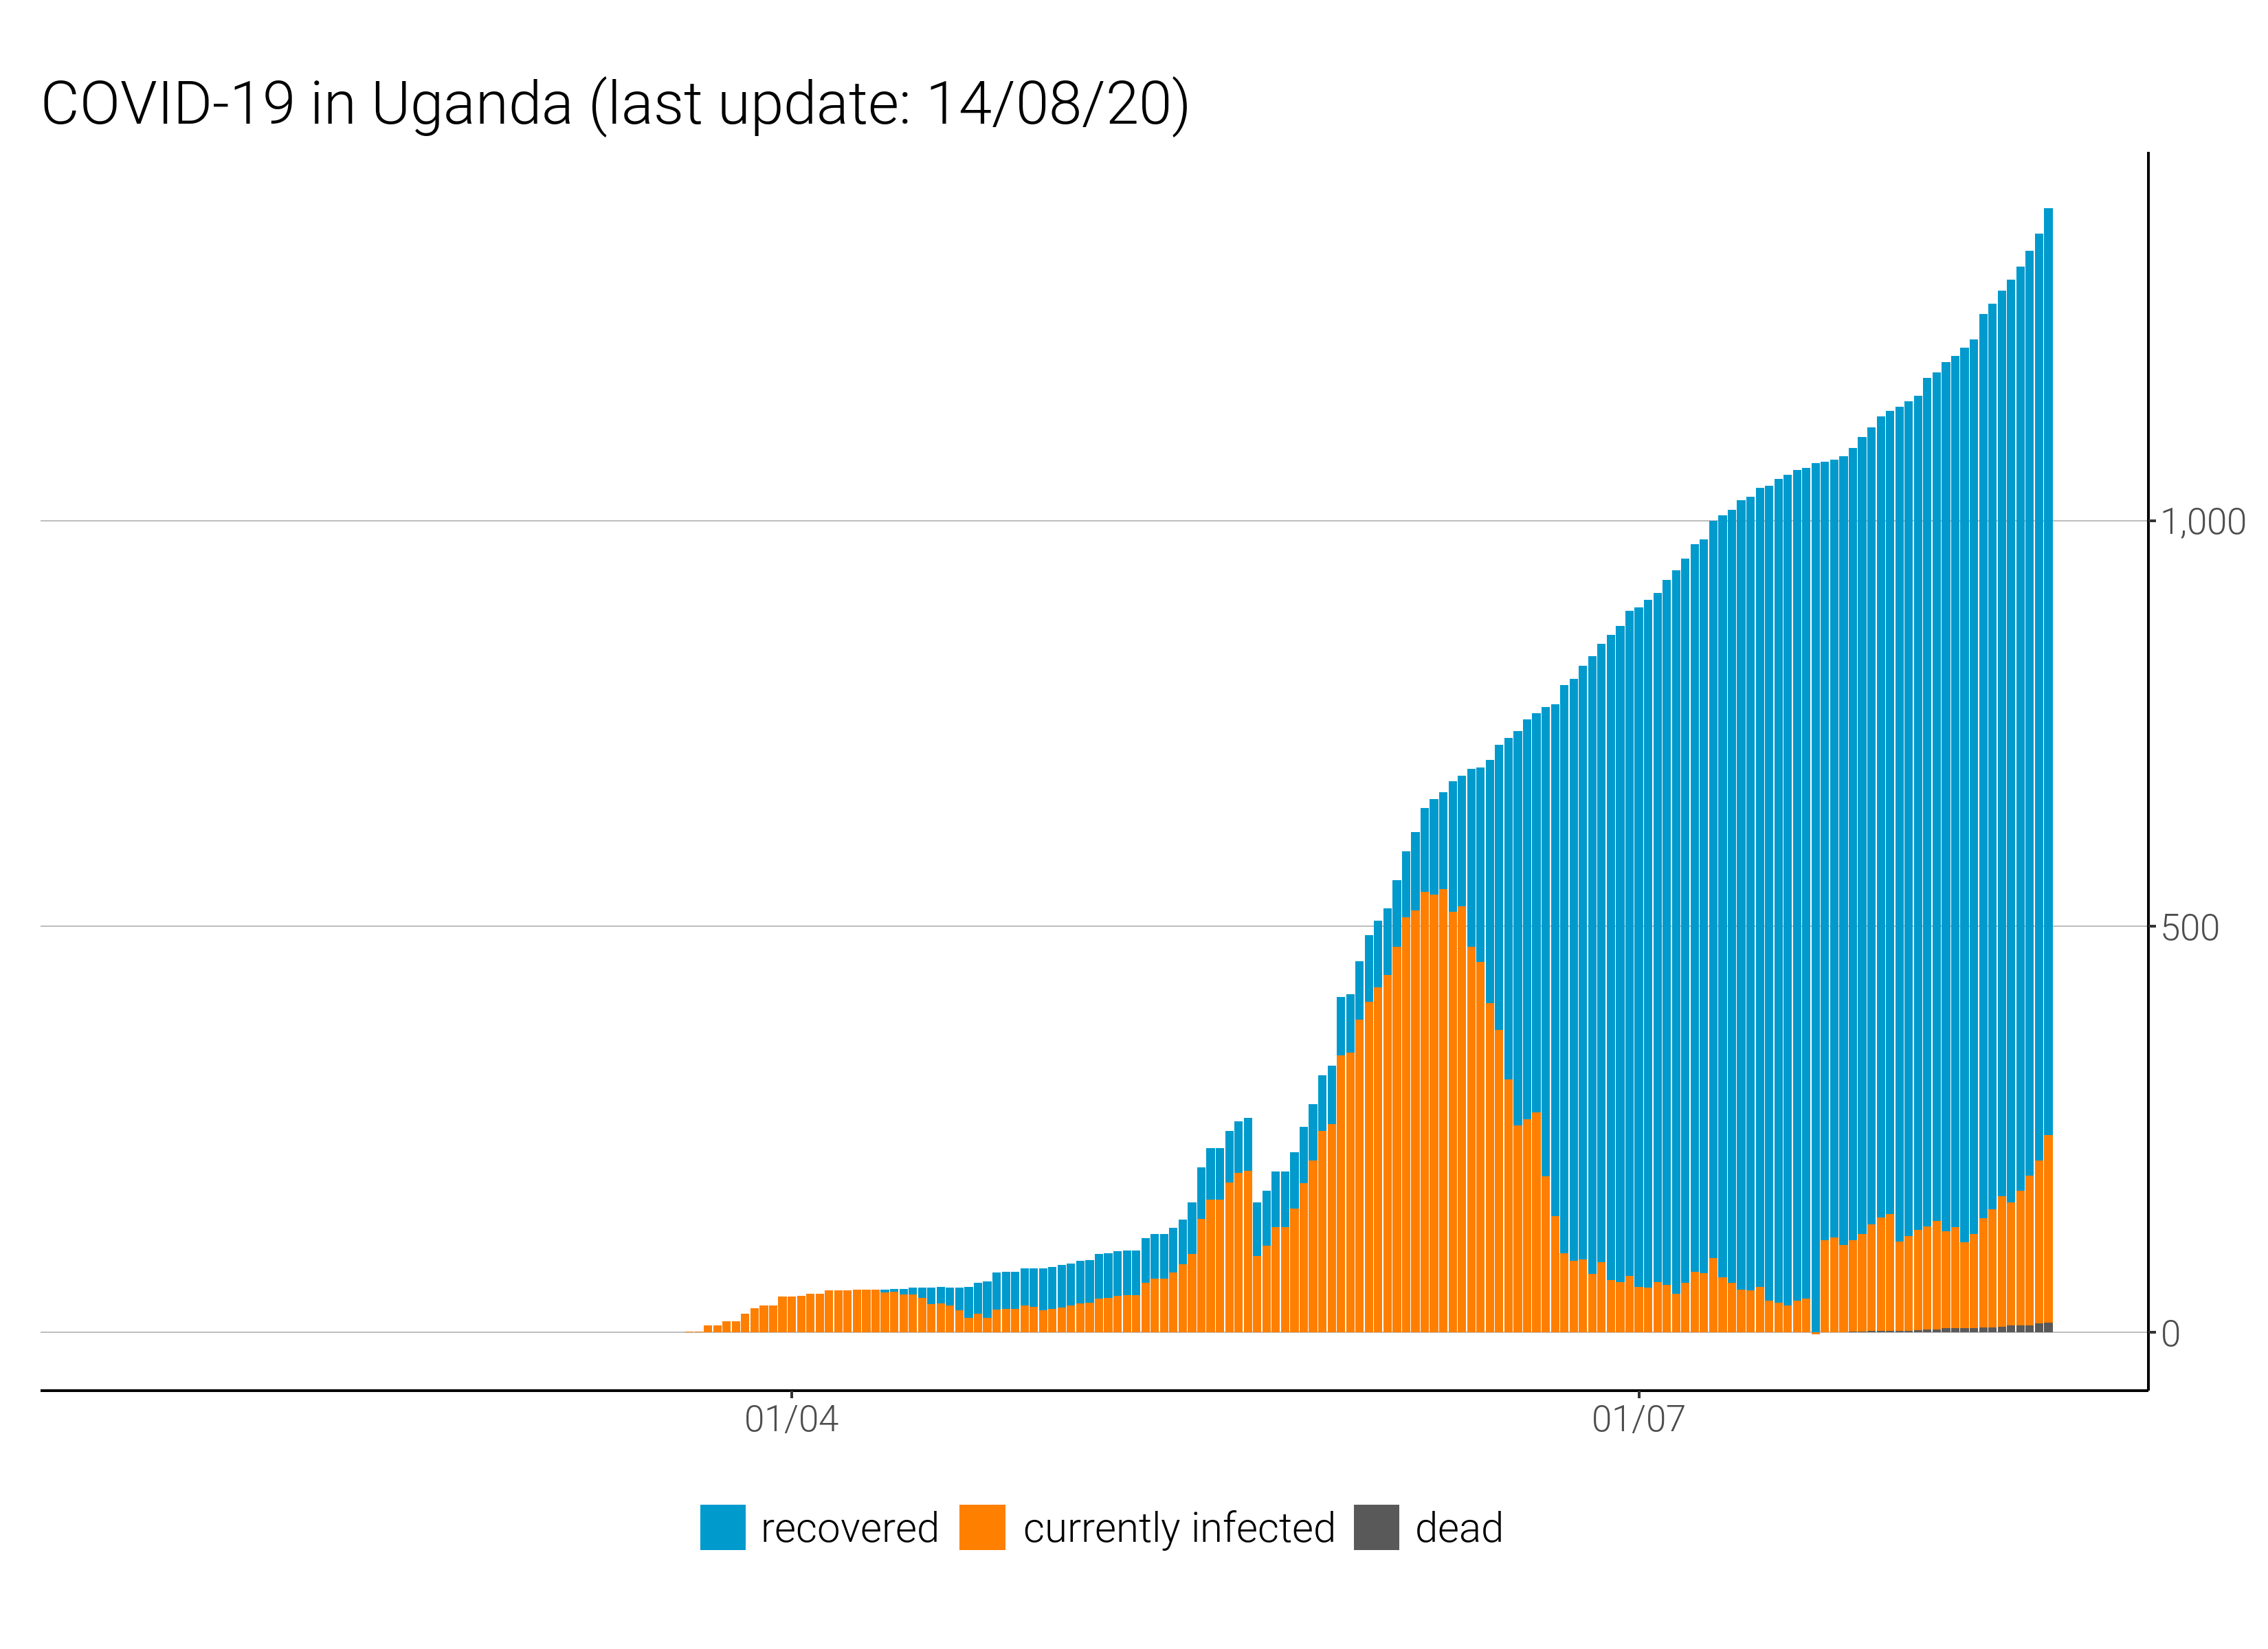 COVID-19 in Uganda (last update: 14/08/20)
1,000
500
0
01/04 01/07
recovered currently infected dead